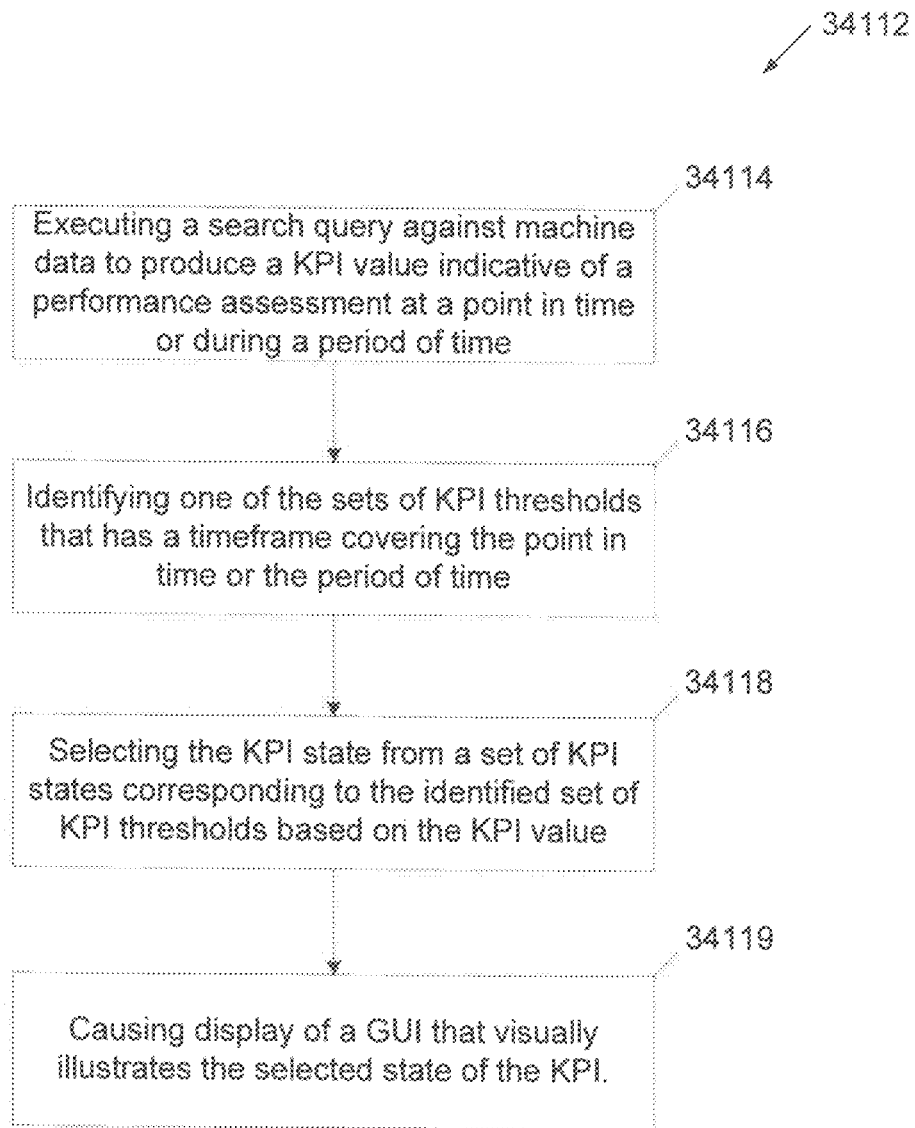 34112
34114
Executing a search query against machine
data to produce a KPI value indicative of a
performance assessment at a point in time
or during a period of time
34116
Identifying one of the sets of KPI thresholds
that has a timeframe covering the point in
time or the period of time
34118
Selecting the KPI state from a set of KPI
states corresponding to the identified set of
KPI thresholds based on the KPI value
34119
Causing display of a GUI that visually
illustrates the selected state of the KPI.